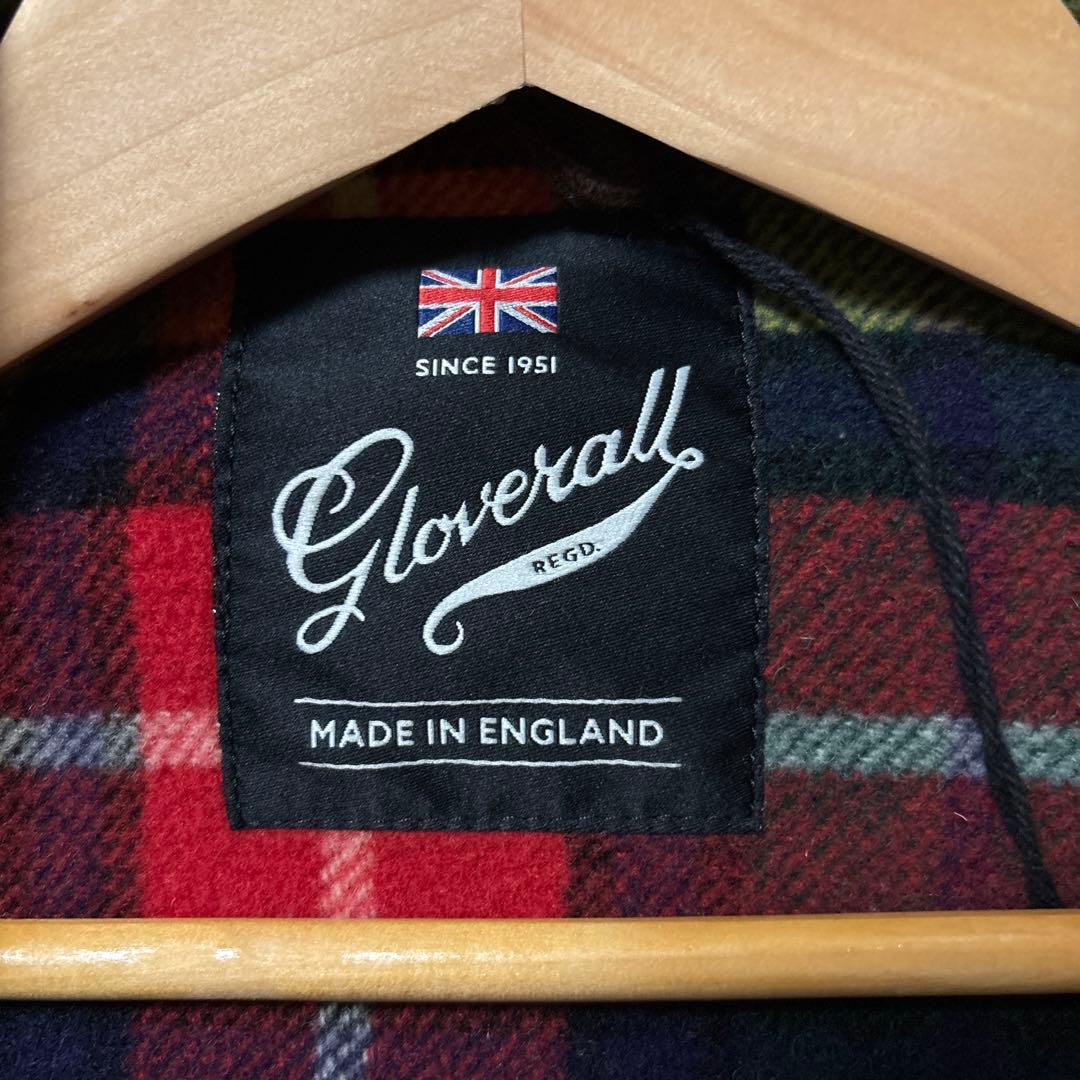 SINCE 1951
Gloverall
REGD.
MADE IN ENGLAND